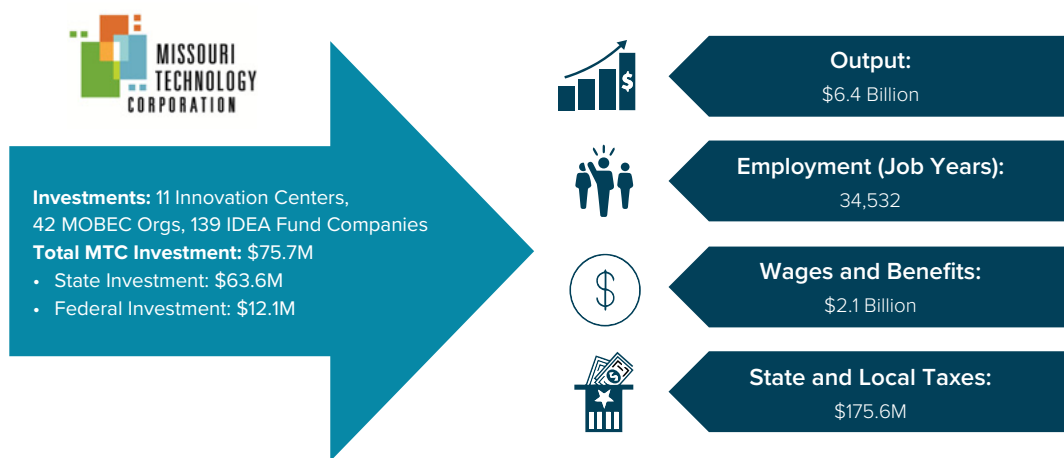 MISSOURI
TECHNOLOGY
CORPORATION
Investments: 11 Innovation Centers,
42 MOBEC Orgs, 139 IDEA Fund Companies
Total MTC Investment: $75.7M
• State Investment: $63.6M
• Federal Investment: $12.1M
$
Output:
$6.4 Billion
Employment (Job Years):
34,532
$
Wages and Benefits:
$2.1 Billion
$
State and Local Taxes:
$175.6M